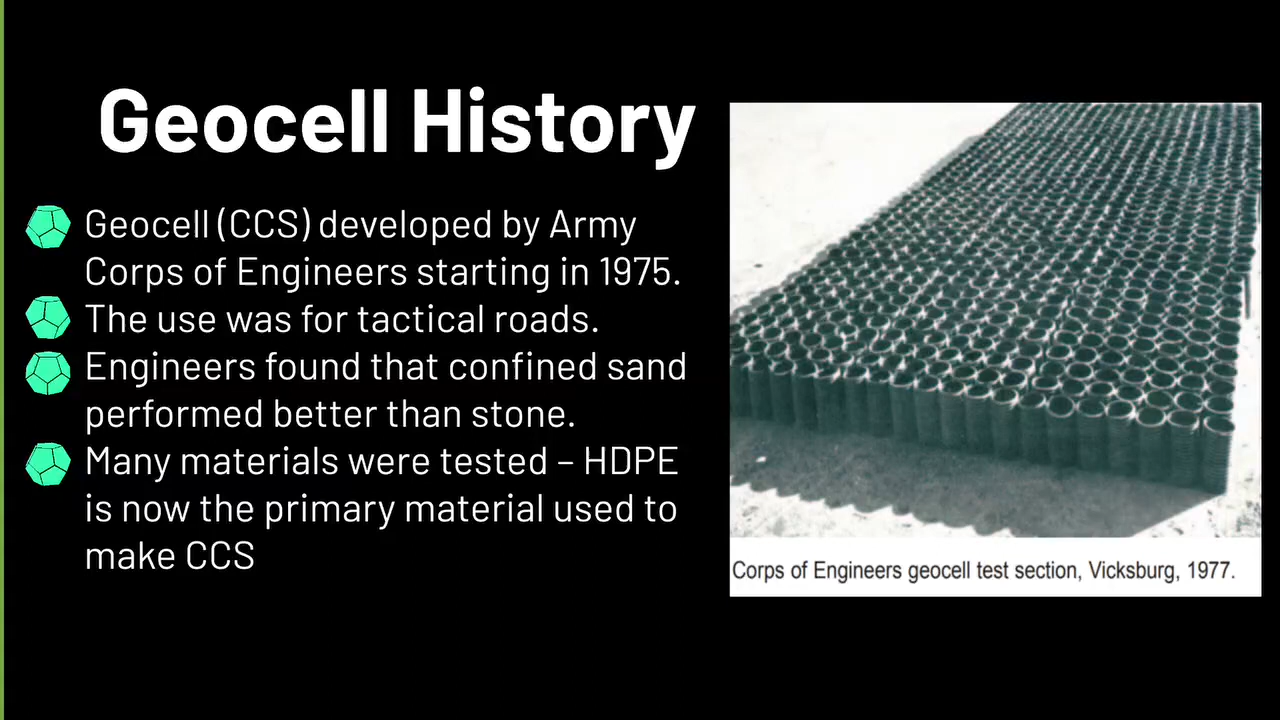 Geocell History
Geocell (CCS) developed by Army
Corps of Engineers starting in 1975.
The use was for tactical roads.
Engineers found that confined sand
performed better than stone.
Many materials were tested – HDPE
is now the primary material used to
make CCS
Corps of Engineers geocell test section, Vicksburg, 1977.